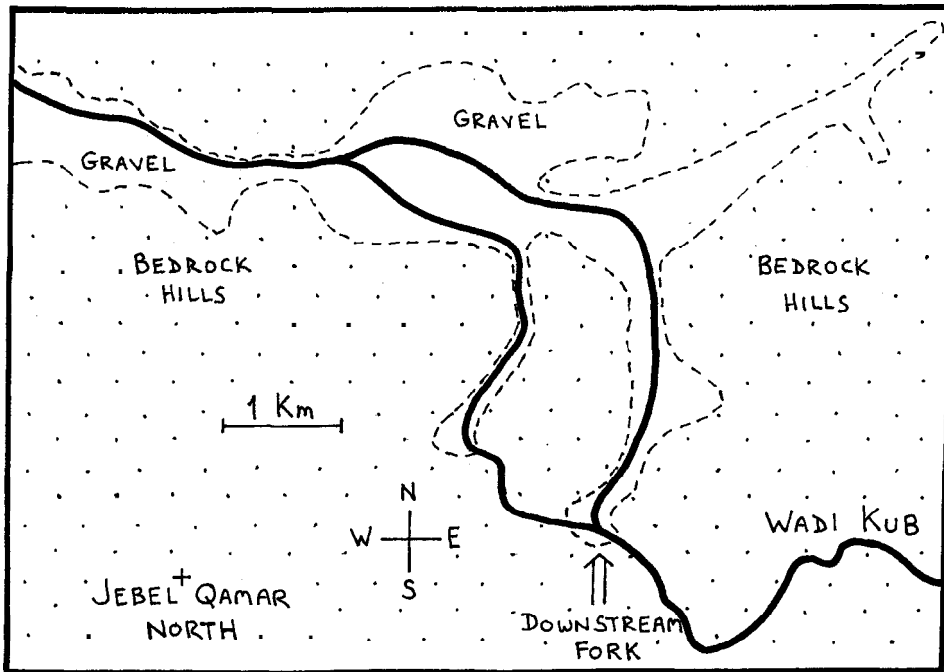 GRAVEL
GRAVEL
BEDROCK
HILLS
BEDROCK
HILLS
1 Km
N
W E
S
WADI KUB
JEBEL QAMAR
NORTH
DOWNSTREAM
FORK